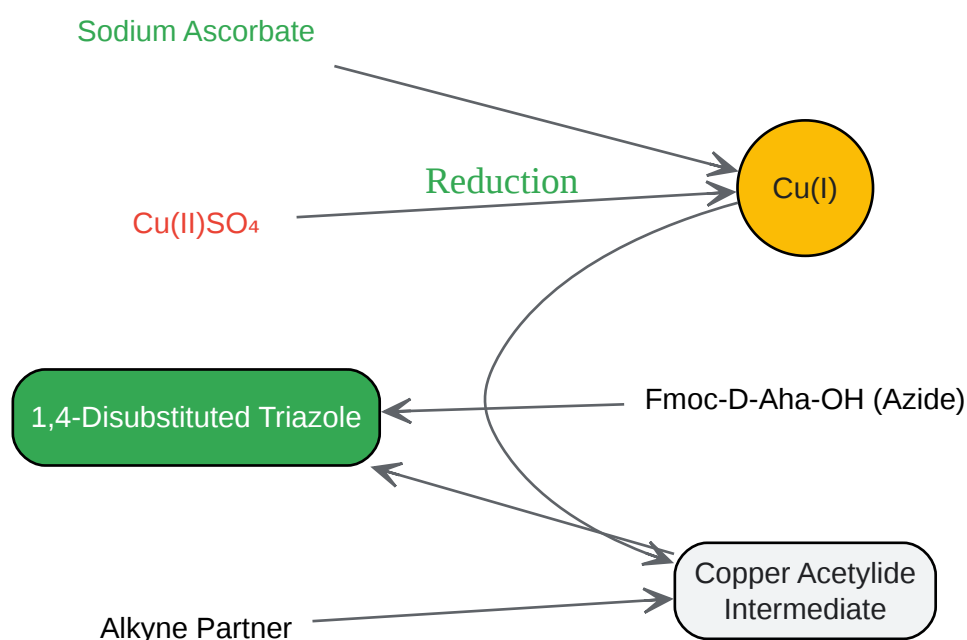 Sodium Ascorbate
Reduction
Cu(I)
Cu(II)SO₄
Fmoc-D-Aha-OH (Azide)
1,4-Disubstituted Triazole
Copper Acetylide
Intermediate
Alkyne Partner